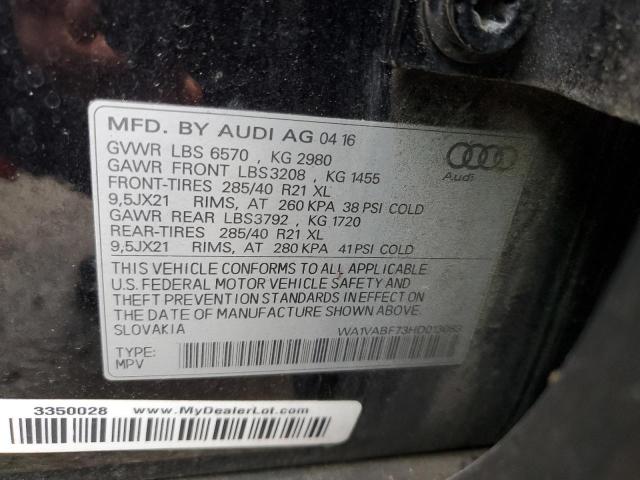 MFD. BY AUDI AG 04 16
GVWR LBS 6570 , KG 2980
GAWR FRONT LBS3208 , KG 1455
FRONT-TIRES 285/40 R21 XL
9,5JX21 RIMS, AT 260 KPA 38 PSI COLD
GAWR REAR LBS3792 , KG 1720
REAR-TIRES 285/40 R21 XL
9,5JX21 RIMS, AT 280 KPA 41 PSI COLD
Audi
THIS VEHICLE CONFORMS TO ALL APPLICABLE
U.S. FEDERAL MOTOR VEHICLE SAFETY AND
THEFT PREVENTION STANDARDS IN EFFECT ON
THE DATE OF MANUFACTURE SHOWN ABOVE.
SLOVAKIA WA1VABF73HD013083
TYPE:
MPV
3350028 www.MyDealerLot.com